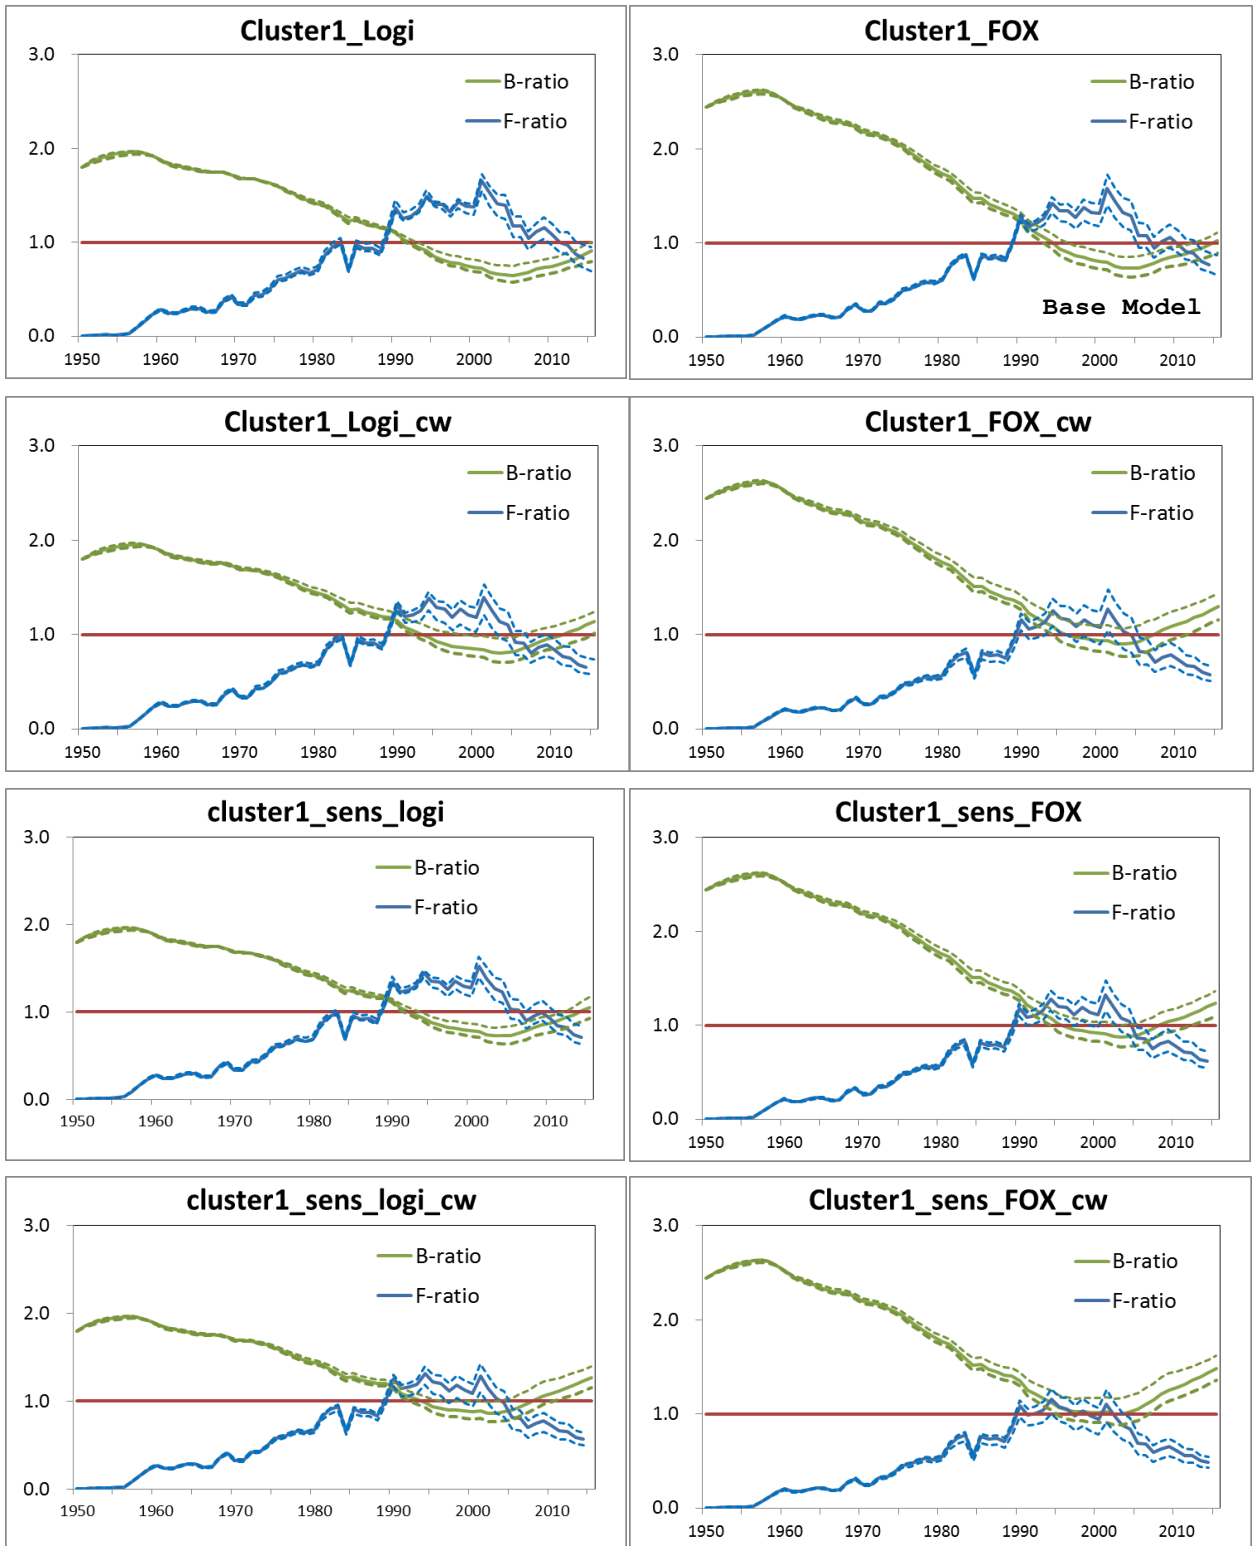 Cluster1_Logi
3.0
2.0
1.0
0.0
B-ratio
F-ratio
1950 1960 1970 1980 1990 2000 2010
Cluster1_FOX
3.0
2.0
1.0
0.0
B-ratio
F-ratio
Base Model
1950 1960 1970 1980 1990 2000 2010
Cluster1_Logi_cw
3.0
2.0
1.0
0.0
B-ratio
F-ratio
1950 1960 1970 1980 1990 2000 2010
Cluster1_FOX_cw
3.0
2.0
1.0
0.0
B-ratio
F-ratio
1950 1960 1970 1980 1990 2000 2010
cluster1_sens_logi
3.0
2.0
1.0
0.0
B-ratio
F-ratio
1950 1960 1970 1980 1990 2000 2010
Cluster1_sens_FOX
3.0
2.0
1.0
0.0
B-ratio
F-ratio
1950 1960 1970 1980 1990 2000 2010
cluster1_sens_logi_cw
3.0
2.0
1.0
0.0
B-ratio
F-ratio
1950 1960 1970 1980 1990 2000 2010
Cluster1_sens_FOX_cw
3.0
2.0
1.0
0.0
B-ratio
F-ratio
1950 1960 1970 1980 1990 2000 2010